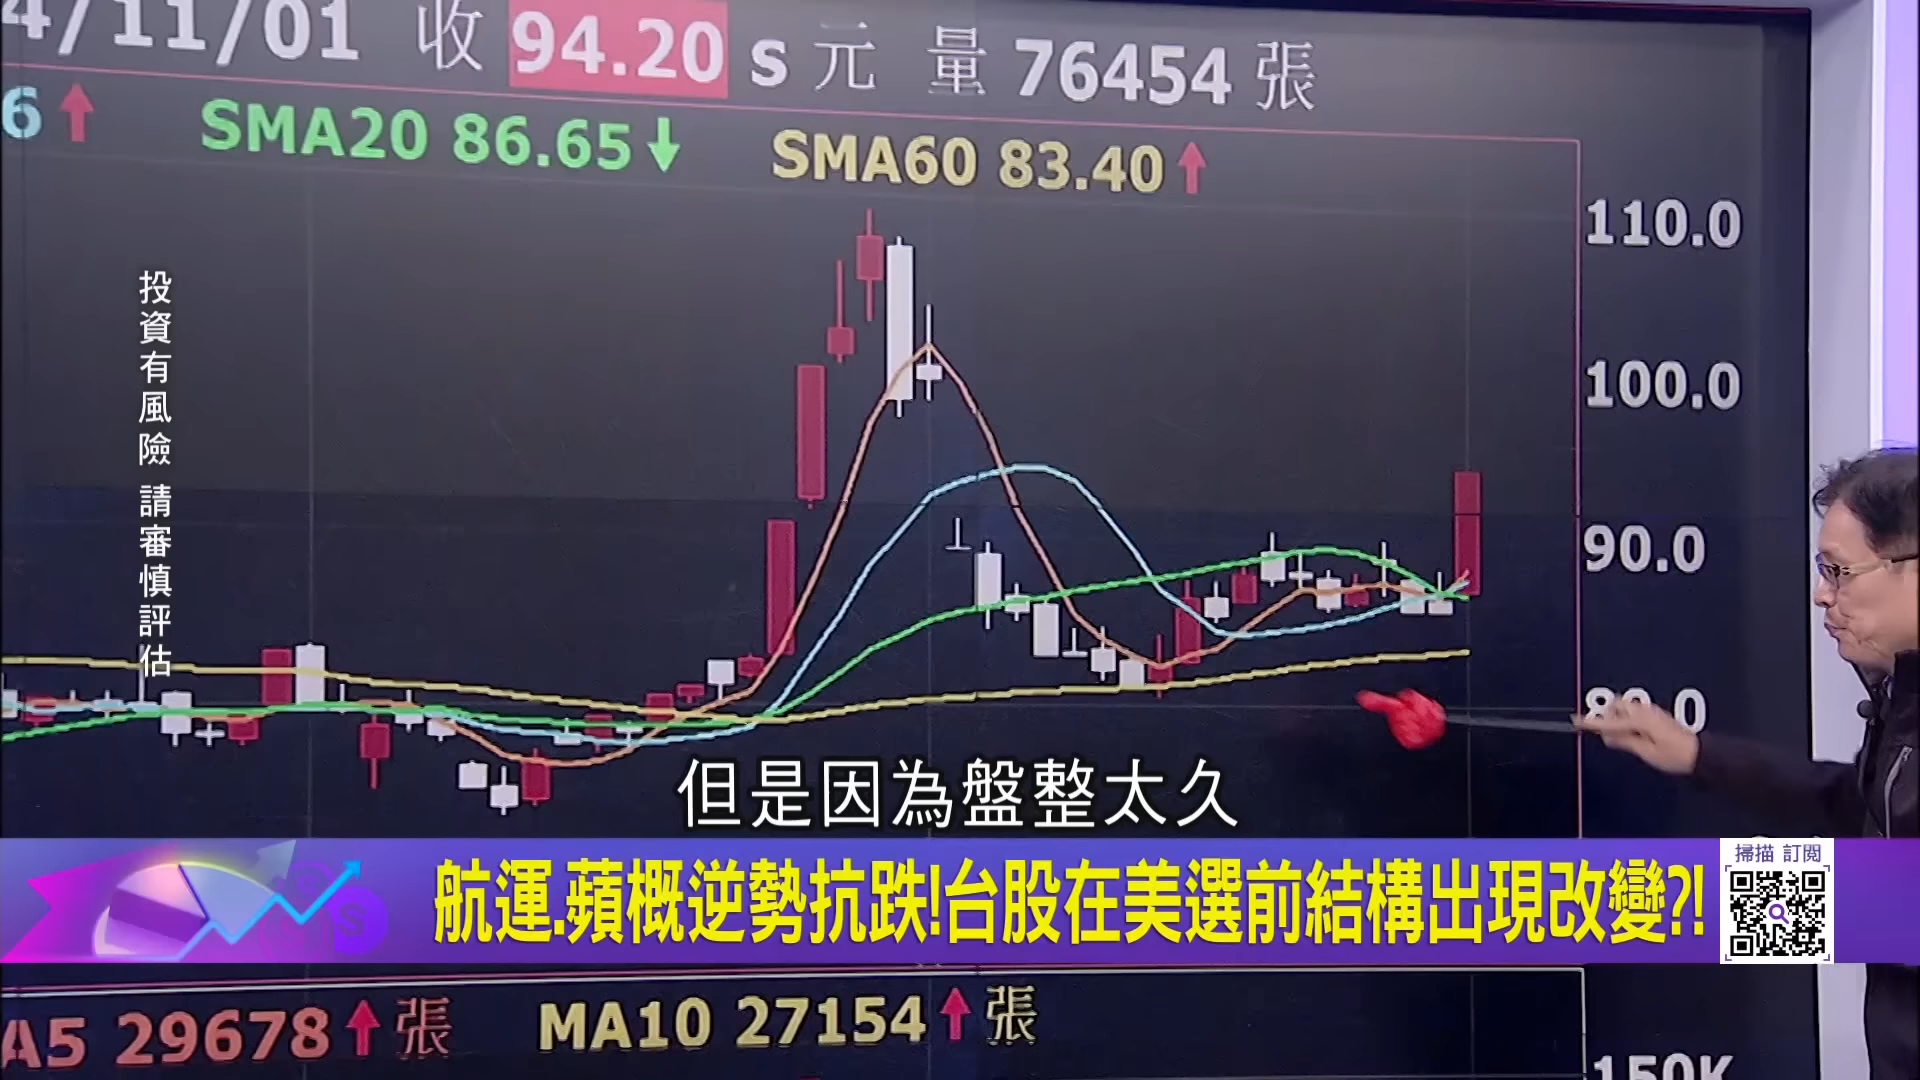 4/11/01 收 94.20 s 元 量 76454 張
6↑ SMA20 86.65↓ SMA60 83.40↑
110.0
100.0
90.0
80.0
投資有風險 請審慎評估
但是因為盤整太久
航運.蘋概逆勢抗跌!台股在美選前結構出現改變?!
掃描 訂閱
A5 29678↑張 MA10 27154↑張
150K